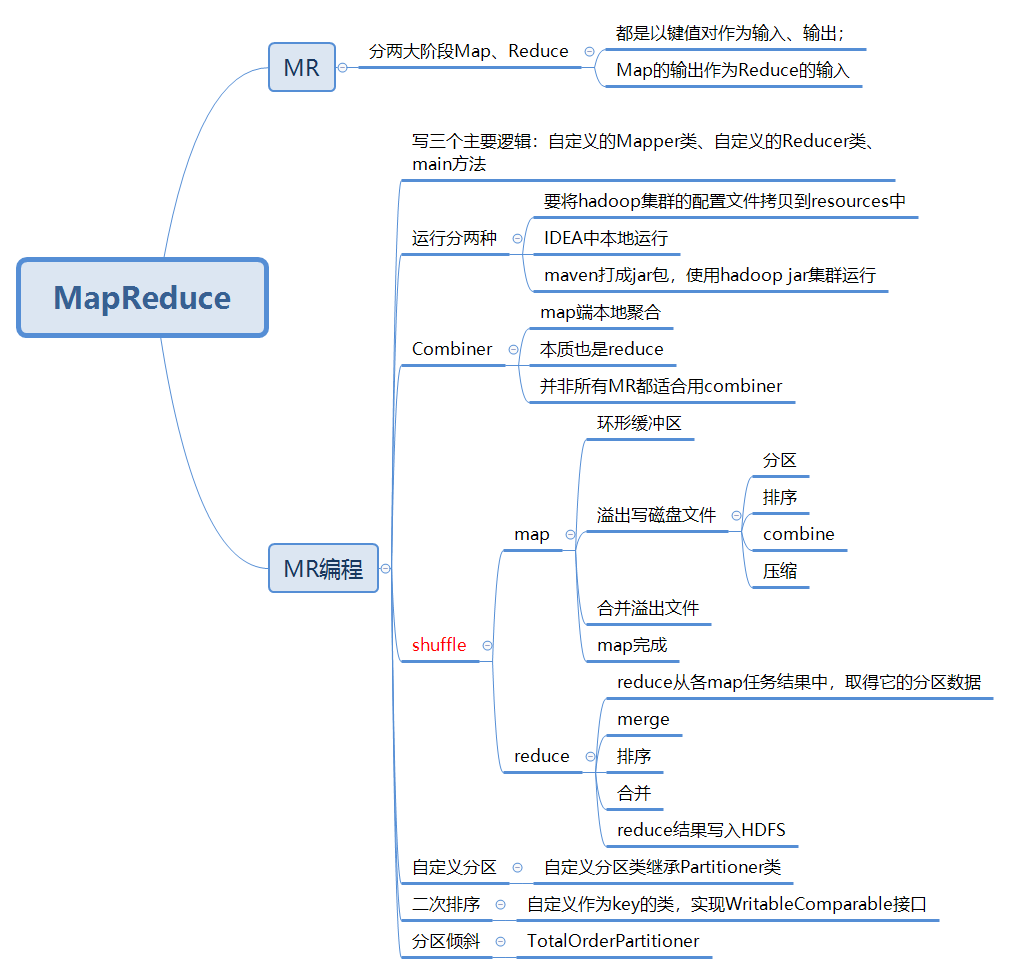 MapReduce
MR
分两大阶段Map、Reduce
都是以键值对作为输入、输出；
Map的输出作为Reduce的输入
MR编程
写三个主要逻辑：自定义的Mapper类、自定义的Reducer类、
main方法
运行分两种
要将hadoop集群的配置文件拷贝到resources中
IDEA中本地运行
maven打成jar包，使用hadoop jar集群运行
Combiner
map端本地聚合
本质也是reduce
并非所有MR都适合用combiner
shuffle
map
环形缓冲区
溢出写磁盘文件
分区
排序
combine
压缩
合并溢出文件
map完成
reduce
reduce从各map任务结果中，取得它的分区数据
merge
排序
合并
reduce结果写入HDFS
自定义分区
自定义分区类继承Partitioner类
二次排序
自定义作为key的类，实现WritableComparable接口
分区倾斜
TotalOrderPartitioner